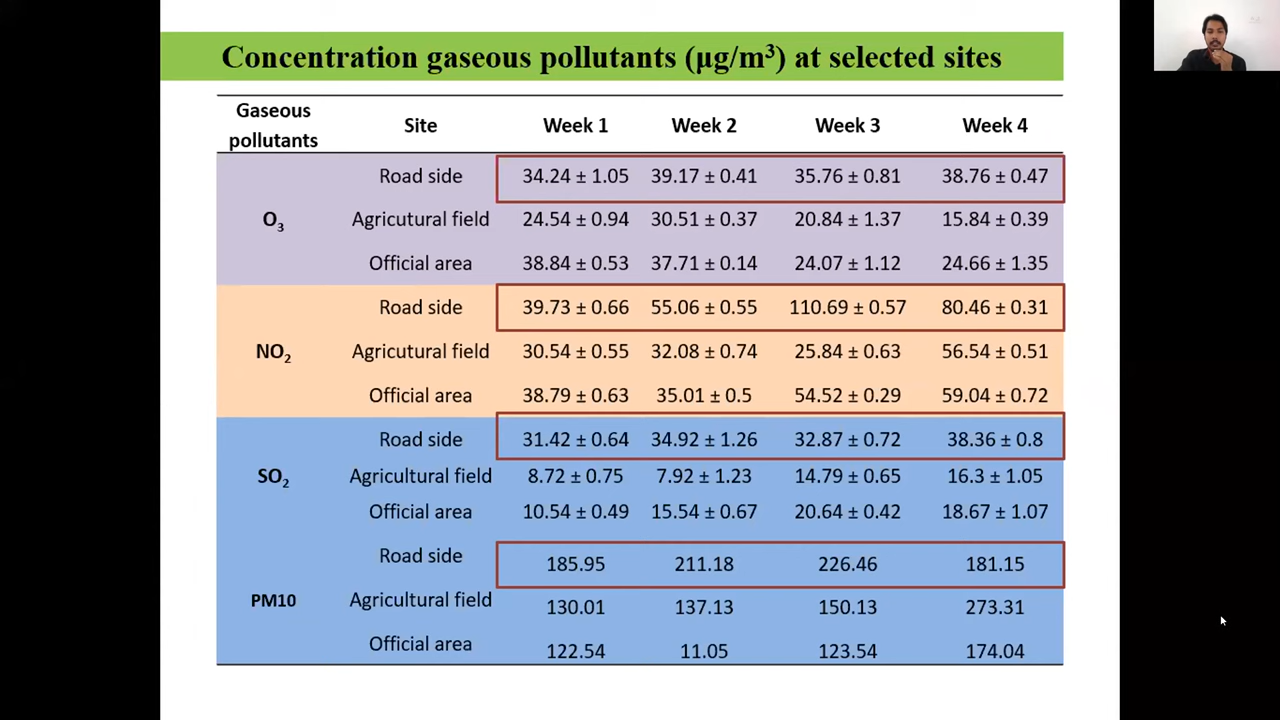 Concentration gaseous pollutants (μg/m³) at selected sites
Gaseous pollutants Site Week 1 Week 2 Week 3 Week 4
O₃
Road side 34.24 ± 1.05 39.17 ± 0.41 35.76 ± 0.81 38.76 ± 0.47
Agricutural field 24.54 ± 0.94 30.51 ± 0.37 20.84 ± 1.37 15.84 ± 0.39
Official area 38.84 ± 0.53 37.71 ± 0.14 24.07 ± 1.12 24.66 ± 1.35
NO₂
Road side 39.73 ± 0.66 55.06 ± 0.55 110.69 ± 0.57 80.46 ± 0.31
Agricutural field 30.54 ± 0.55 32.08 ± 0.74 25.84 ± 0.63 56.54 ± 0.51
Official area 38.79 ± 0.63 35.01 ± 0.5 54.52 ± 0.29 59.04 ± 0.72
SO₂
Road side 31.42 ± 0.64 34.92 ± 1.26 32.87 ± 0.72 38.36 ± 0.8
Agricultural field 8.72 ± 0.75 7.92 ± 1.23 14.79 ± 0.65 16.3 ± 1.05
Official area 10.54 ± 0.49 15.54 ± 0.67 20.64 ± 0.42 18.67 ± 1.07
PM10
Road side 185.95 211.18 226.46 181.15
Agricultural field 130.01 137.13 150.13 273.31
Official area 122.54 11.05 123.54 174.04